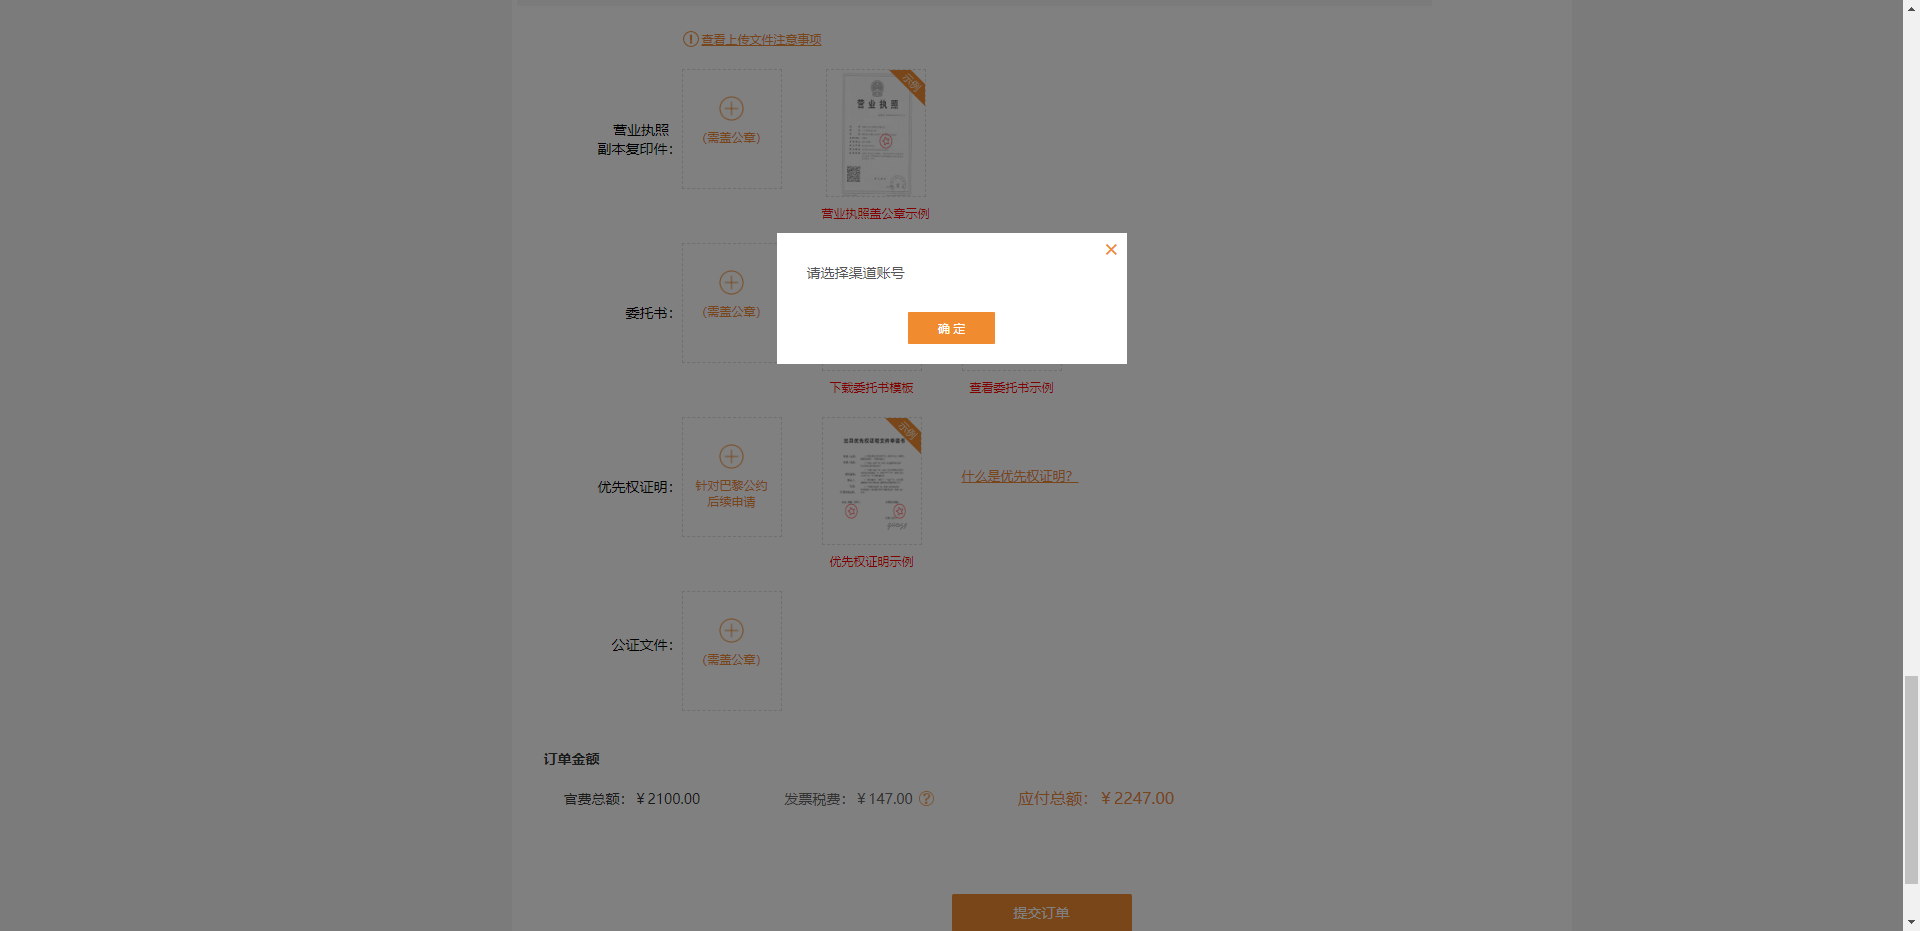 查看上传文件注意事项
营业执照
副本复印件：
(需盖公章)
示例
营业执照
营业执照盖公章示例
请选择渠道账号
确 定
委托书：
(需盖公章)
下载委托书模板
查看委托书示例
优先权证明：
针对巴黎公约
后续申请
示例
什么是优先权证明？
优先权证明示例
公证文件：
(需盖公章)
订单金额
官费总额：￥2100.00
发票税费：￥147.00
应付总额：￥2247.00
提交订单